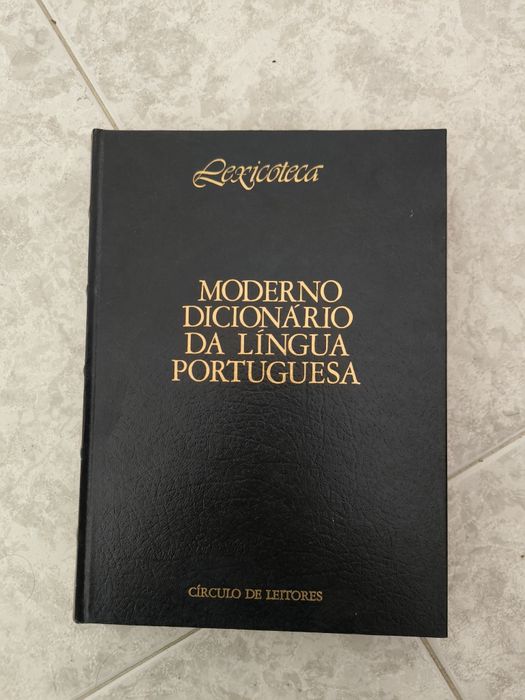 Lexicoteca
MODERNO
DICIONÁRIO
DA LÍNGUA
PORTUGUESA
CÍRCULO DE LEITORES